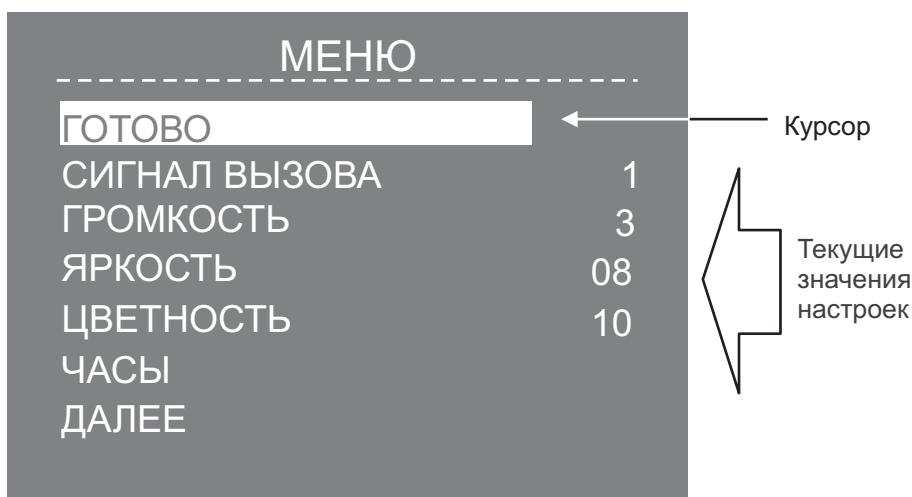 МЕНЮ
ГОТОВО
Курсор
СИГНАЛ ВЫЗОВА 1
ГРОМКОСТЬ 3
ЯРКОСТЬ 08
ЦВЕТНОСТЬ 10
ЧАСЫ
ДАЛЕЕ
Текущие
значения
настроек